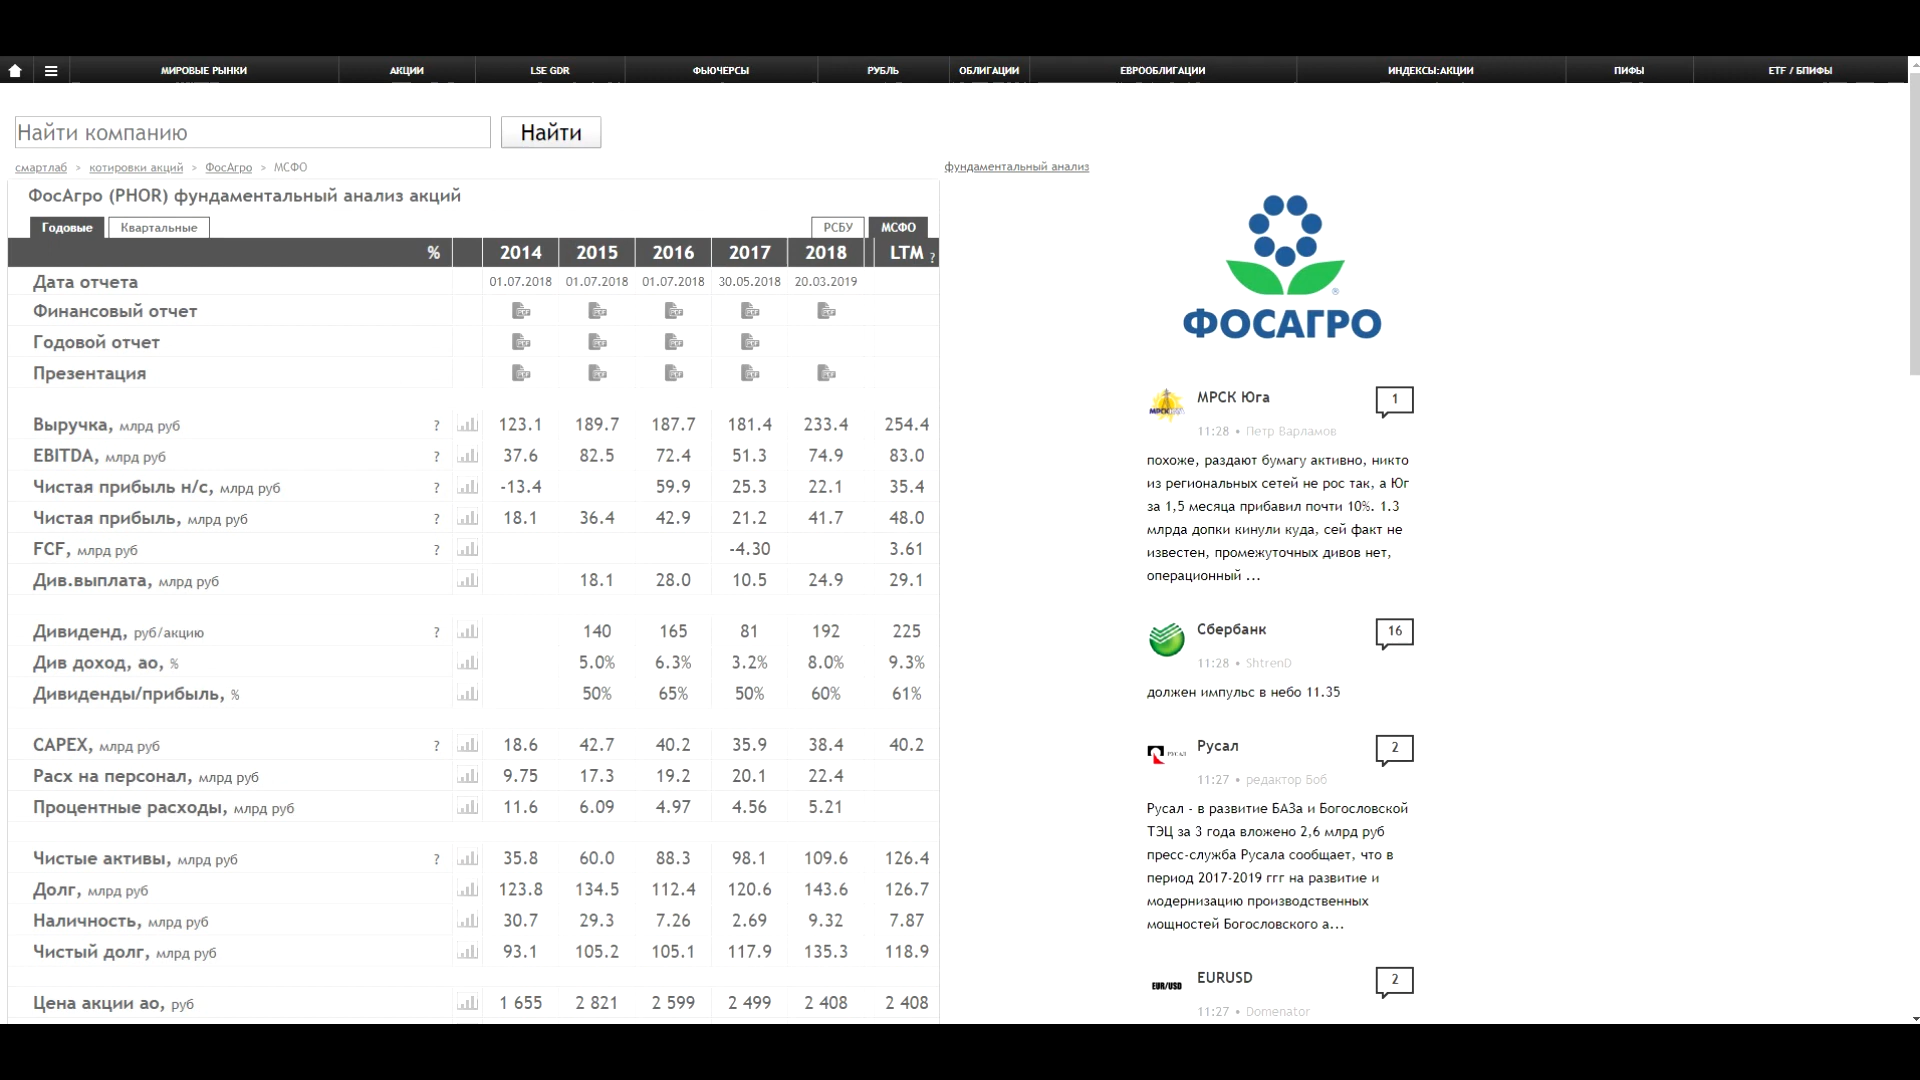 МИРОВЫЕ РЫНКИ АКЦИИ LSE GDR ФЬЮЧЕРСЫ РУБЛЬ ОБЛИГАЦИИ ЕВРООБЛИГАЦИИ ИНДЕКСЫ:АКЦИИ ПИФЫ ETF / БПИФЫ
Найти компанию Найти
смартлаб > котировки акций > ФосАгро > МСФО
ФосАгро (PHOR) фундаментальный анализ акций
Годовые Квартальные РСБУ МСФО
% 2014 2015 2016 2017 2018 LTM ?
Дата отчета 01.07.2018 01.07.2018 01.07.2018 30.05.2018 20.03.2019
Финансовый отчет
Годовой отчет
Презентация
Выручка, млрд руб ? 123.1 189.7 187.7 181.4 233.4 254.4
EBITDA, млрд руб ? 37.6 82.5 72.4 51.3 74.9 83.0
Чистая прибыль н/с, млрд руб ? -13.4 59.9 25.3 22.1 35.4
Чистая прибыль, млрд руб ? 18.1 36.4 42.9 21.2 41.7 48.0
FCF, млрд руб ? -4.30 3.61
Див.выплата, млрд руб 18.1 28.0 10.5 24.9 29.1
Дивиденд, руб/акцию ? 140 165 81 192 225
Див доход, ао, % 5.0% 6.3% 3.2% 8.0% 9.3%
Дивиденды/прибыль, % 50% 65% 50% 60% 61%
CAPEX, млрд руб ? 18.6 42.7 40.2 35.9 38.4 40.2
Расх на персонал, млрд руб 9.75 17.3 19.2 20.1 22.4
Процентные расходы, млрд руб 11.6 6.09 4.97 4.56 5.21
Чистые активы, млрд руб ? 35.8 60.0 88.3 98.1 109.6 126.4
Долг, млрд руб 123.8 134.5 112.4 120.6 143.6 126.7
Наличность, млрд руб 30.7 29.3 7.26 2.69 9.32 7.87
Чистый долг, млрд руб 93.1 105.2 105.1 117.9 135.3 118.9
Цена акции ао, руб 1 655 2 821 2 599 2 499 2 408 2 408
фундаментальный анализ
ФОСАГРО
МРСК Юга 1
11:28 • Петр Варламов
похоже, раздают бумагу активно, никто
из региональных сетей не рос так, а Юг
за 1,5 месяца прибавил почти 10%. 1.3
млрда допки кинули куда, сей факт не
известен, промежуточных дивов нет,
операционный ...
Сбербанк 16
11:28 • ShtrenD
должен импульс в небо 11.35
Русал 2
11:27 • редактор Боб
Русал - в развитие БАЗа и Богословской
ТЭЦ за 3 года вложено 2,6 млрд руб
пресс-служба Русала сообщает, что в
период 2017-2019 ггг на развитие и
модернизацию производственных
мощностей Богословского а...
EUR/USD EURUSD 2
11:27 • Domenator